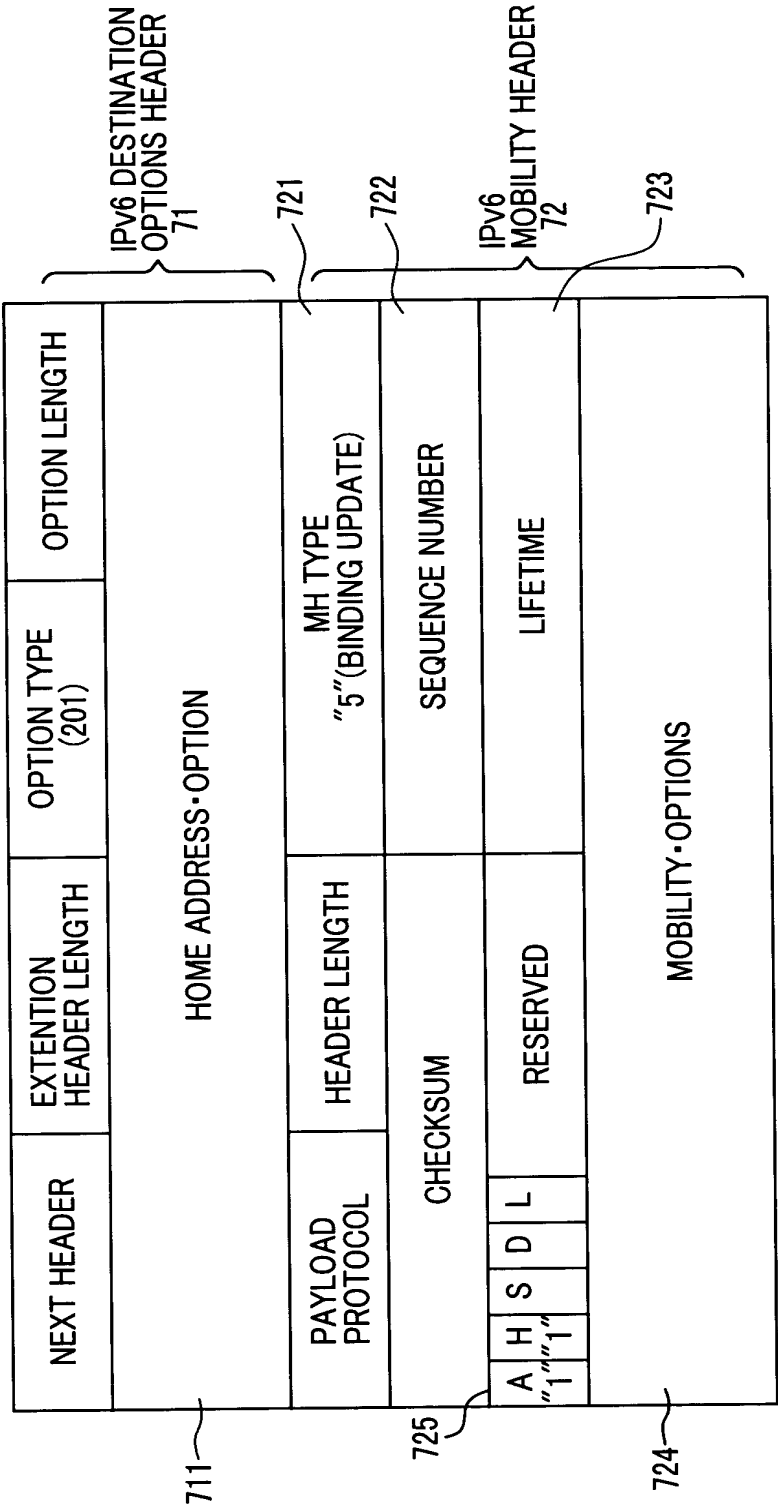 NEXT HEADER
EXTENTION
HEADER LENGTH
OPTION TYPE
(201)
OPTION LENGTH
IPv6 DESTINATION
OPTIONS HEADER
71
711
HOME ADDRESS・OPTION
PAYLOAD
PROTOCOL
HEADER LENGTH
MH TYPE
"5"(BINDING UPDATE)
721
CHECKSUM
SEQUENCE NUMBER
722
IPv6
MOBILITY HEADER
72
725
A
"1"
H
"1"
S
D
L
RESERVED
LIFETIME
723
724
MOBILITY・OPTIONS